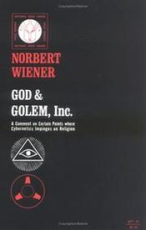 NORBERT
WIENER
GOD &
GOLEM, Inc.
A Comment on Certain Points where
Cybernetics Impinges on Religion